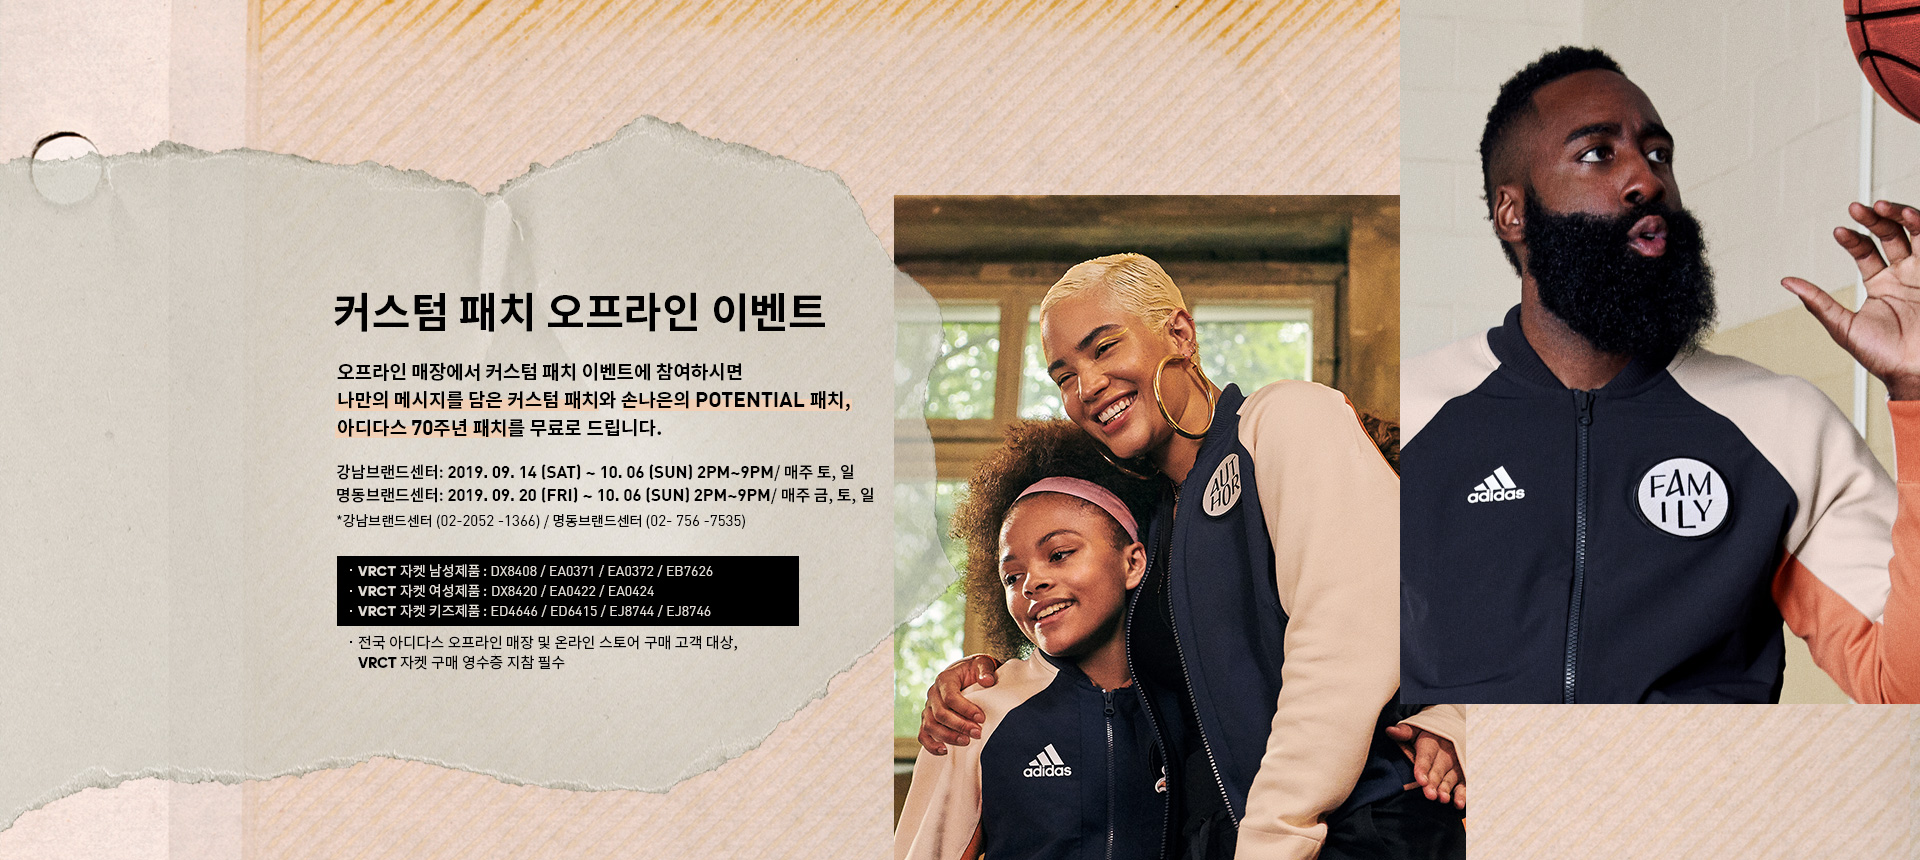 커스텀 패치 오프라인 이벤트
오프라인 매장에서 커스텀 패치 이벤트에 참여하시면
나만의 메시지를 담은 커스텀 패치와 손나은의 POTENTIAL 패치,
아디다스 70주년 패치를 무료로 드립니다.
강남브랜드센터: 2019. 09. 14 (SAT) ~ 10. 06 (SUN) 2PM~9PM/ 매주 토, 일
명동브랜드센터: 2019. 09. 20 (FRI) ~ 10. 06 (SUN) 2PM~9PM/ 매주 금, 토, 일
*강남브랜드센터 (02-2052 -1366) / 명동브랜드센터 (02- 756 -7535)
· VRCT 자켓 남성제품 : DX8408 / EA0371 / EA0372 / EB7626
· VRCT 자켓 여성제품 : DX8420 / EA0422 / EA0424
· VRCT 자켓 키즈제품 : ED4646 / ED6415 / EJ8744 / EJ8746
· 전국 아디다스 오프라인 매장 및 온라인 스토어 구매 고객 대상,
VRCT 자켓 구매 영수증 지참 필수
AUT
HOR
adidas
adidas
FAM
ILY